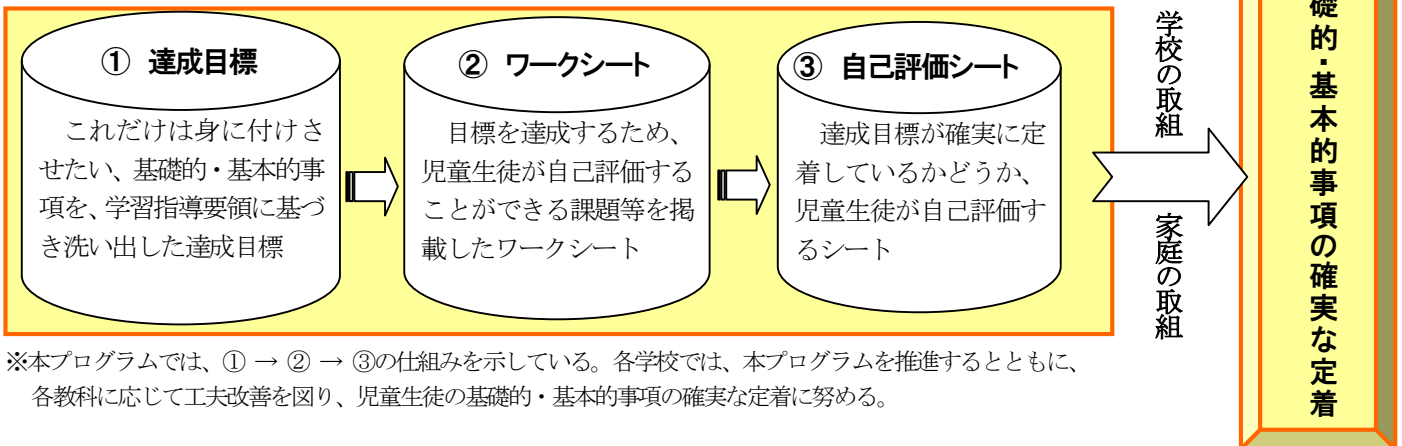 ① 達成目標
これだけは身に付けさ
せたい、基礎的・基本的事
項を、学習指導要領に基づ
き洗い出した達成目標
② ワークシート
目標を達成するため、
児童生徒が自己評価する
ことができる課題等を掲
載したワークシート
③ 自己評価シート
達成目標が確実に定
着しているかどうか、
児童生徒が自己評価す
るシート
学校の取組
家庭の取組
礎的・基本的事項の確実な定着
※本プログラムでは、① → ② → ③の仕組みを示している。各学校では、本プログラムを推進するとともに、
各教科に応じて工夫改善を図り、児童生徒の基礎的・基本的事項の確実な定着に努める。